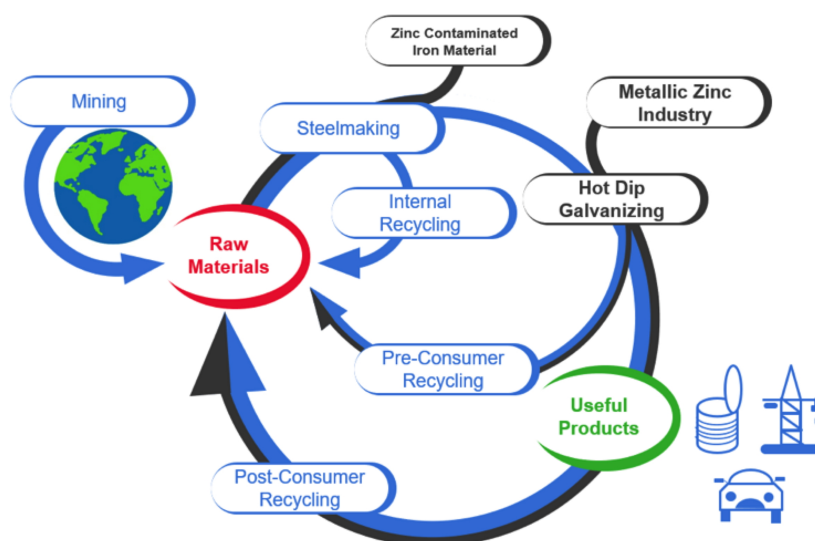 Zinc Contaminated
Iron Material
Mining
Metallic Zinc
Industry
Steelmaking
Hot Dip
Galvanizing
Internal
Recycling
Raw
Materials
Pre-Consumer
Recycling
Useful
Products
Post-Consumer
Recycling